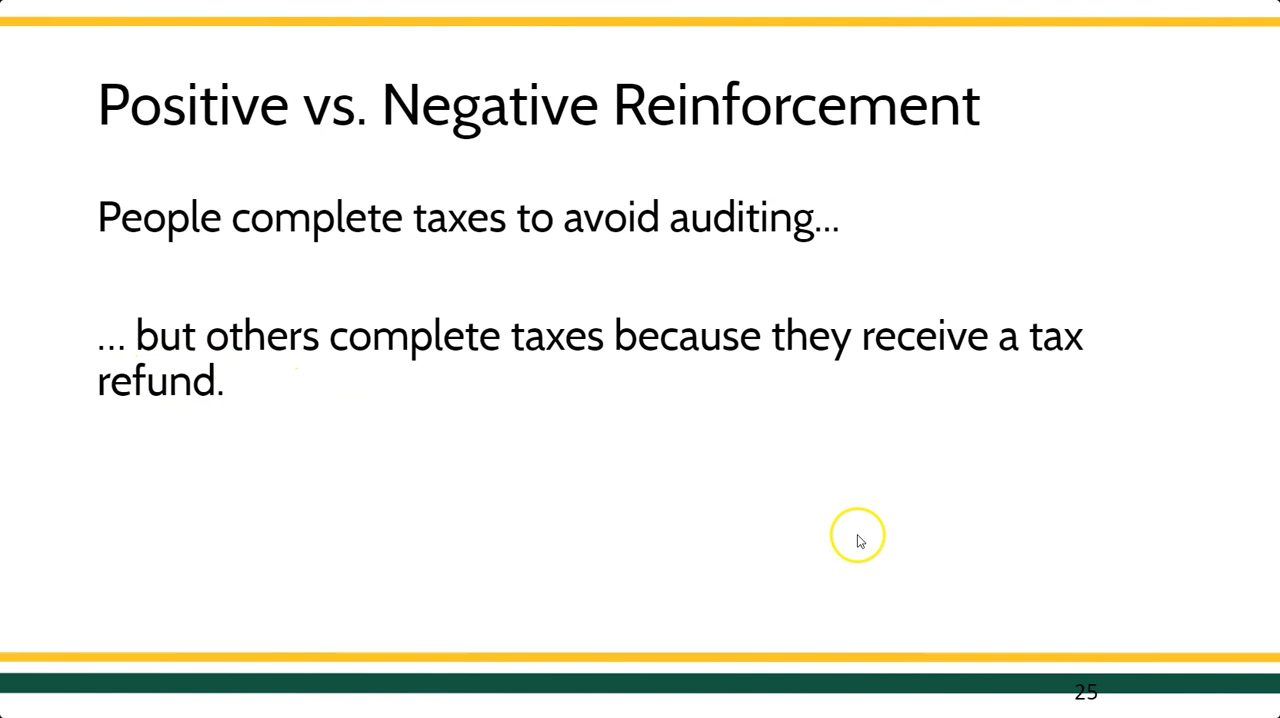 Positive vs. Negative Reinforcement
People complete taxes to avoid auditing...
... but others complete taxes because they receive a tax
refund.
25